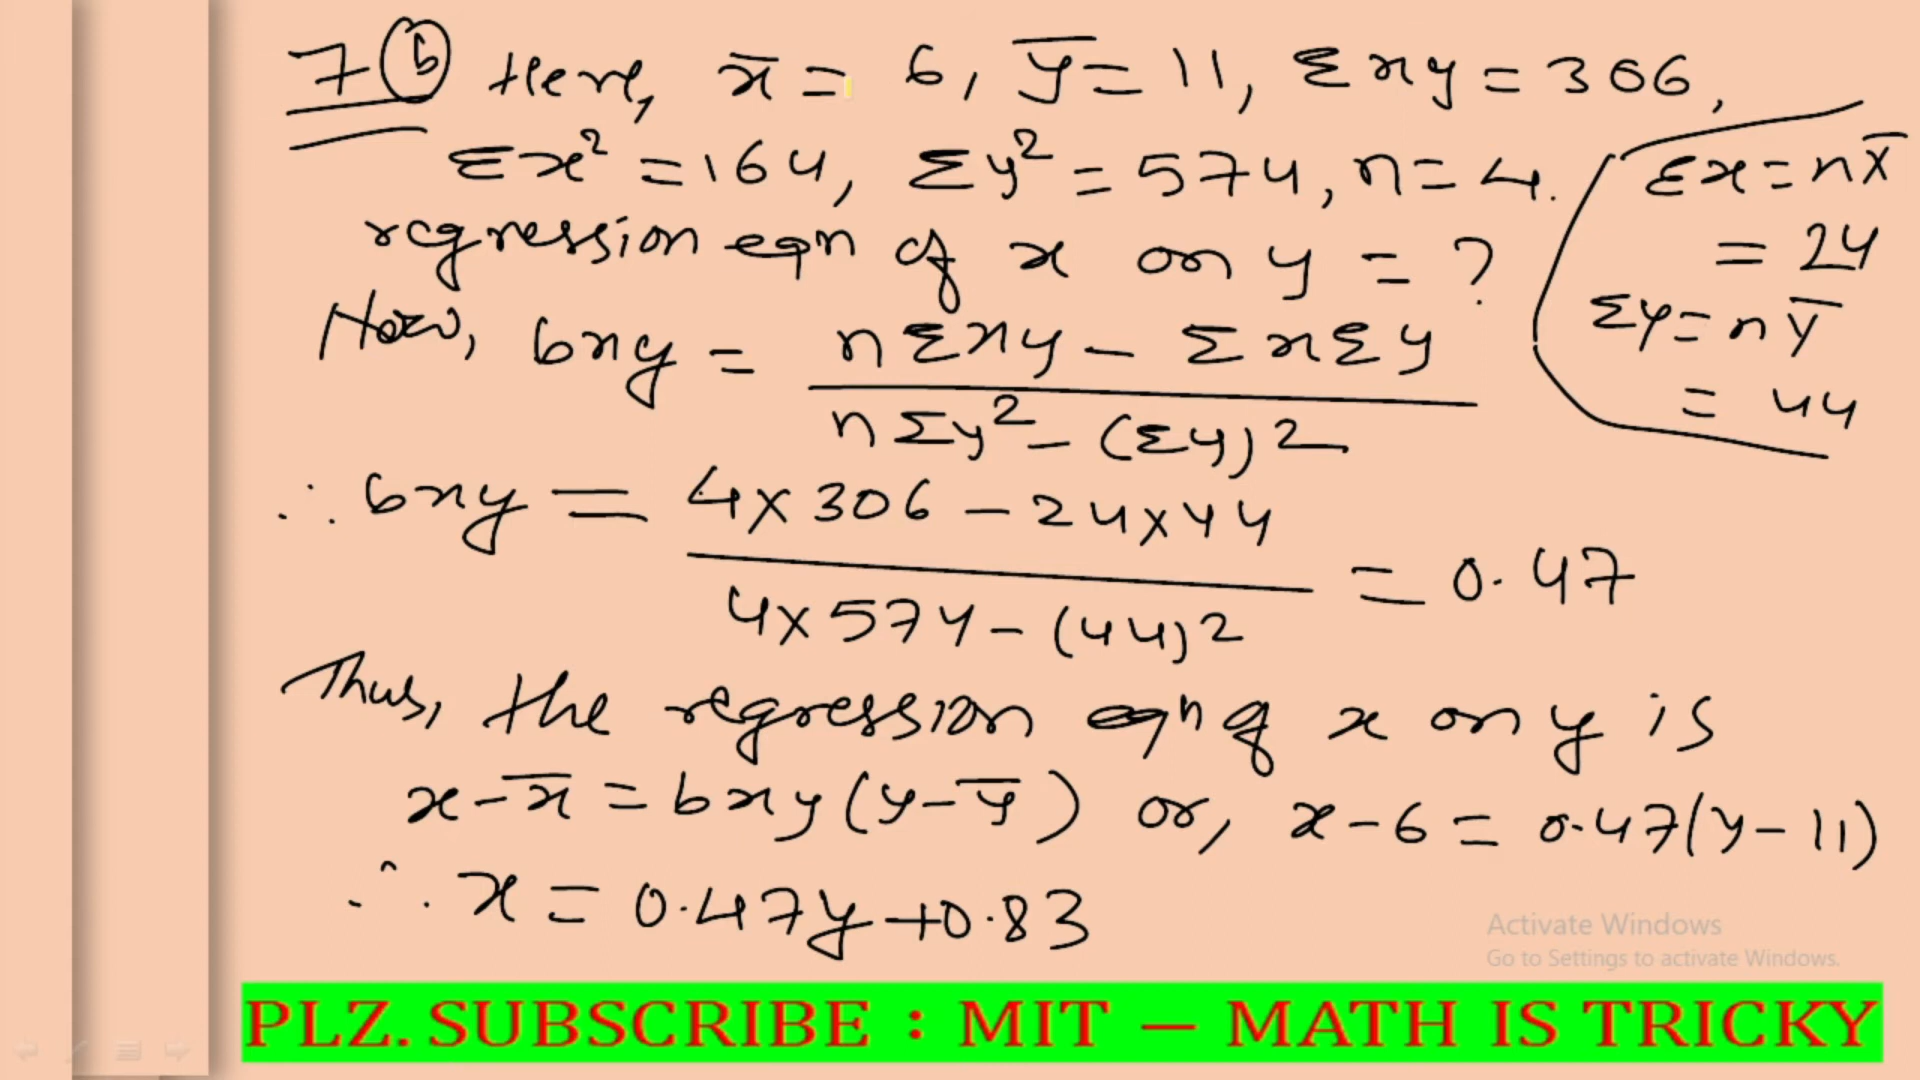 7 (b) Here, x̄ = 6, ȳ = 11, Σxy = 306,
Σx² = 164, Σy² = 574, n = 4.
Σx = nx̄
= 24
Σy = nȳ
= 44
regression eqn of x on y = ?
Now, bxy = (nΣxy - ΣxΣy) / (nΣy² - (Σy)²)
∴ bxy = (4×306 - 24×44) / (4×574 - (44)²) = 0.47
Thus, the regression eqn of x on y is
x - x̄ = bxy (y - ȳ) or, x - 6 = 0.47(y - 11)
∴ x = 0.47y + 0.83
Activate Windows
Go to Settings to activate Windows.
PLZ. SUBSCRIBE : MIT – MATH IS TRICKY